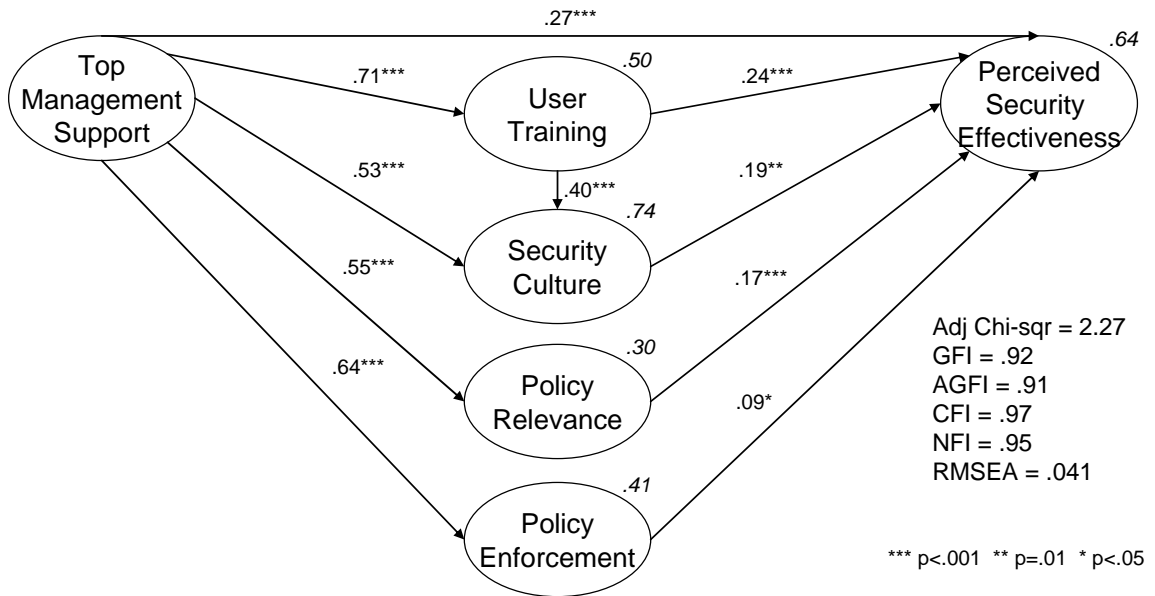 .27***
.64
Top
Management
Support
.71***
.50
User
Training
.24***
Perceived
Security
Effectiveness
.53***
.40***
.19**
.74
Security
Culture
.55***
.17***
.30
Policy
Relevance
.64***
.09*
.41
Policy
Enforcement
Adj Chi-sqr = 2.27
GFI = .92
AGFI = .91
CFI = .97
NFI = .95
RMSEA = .041
*** p<.001 ** p=.01 * p<.05